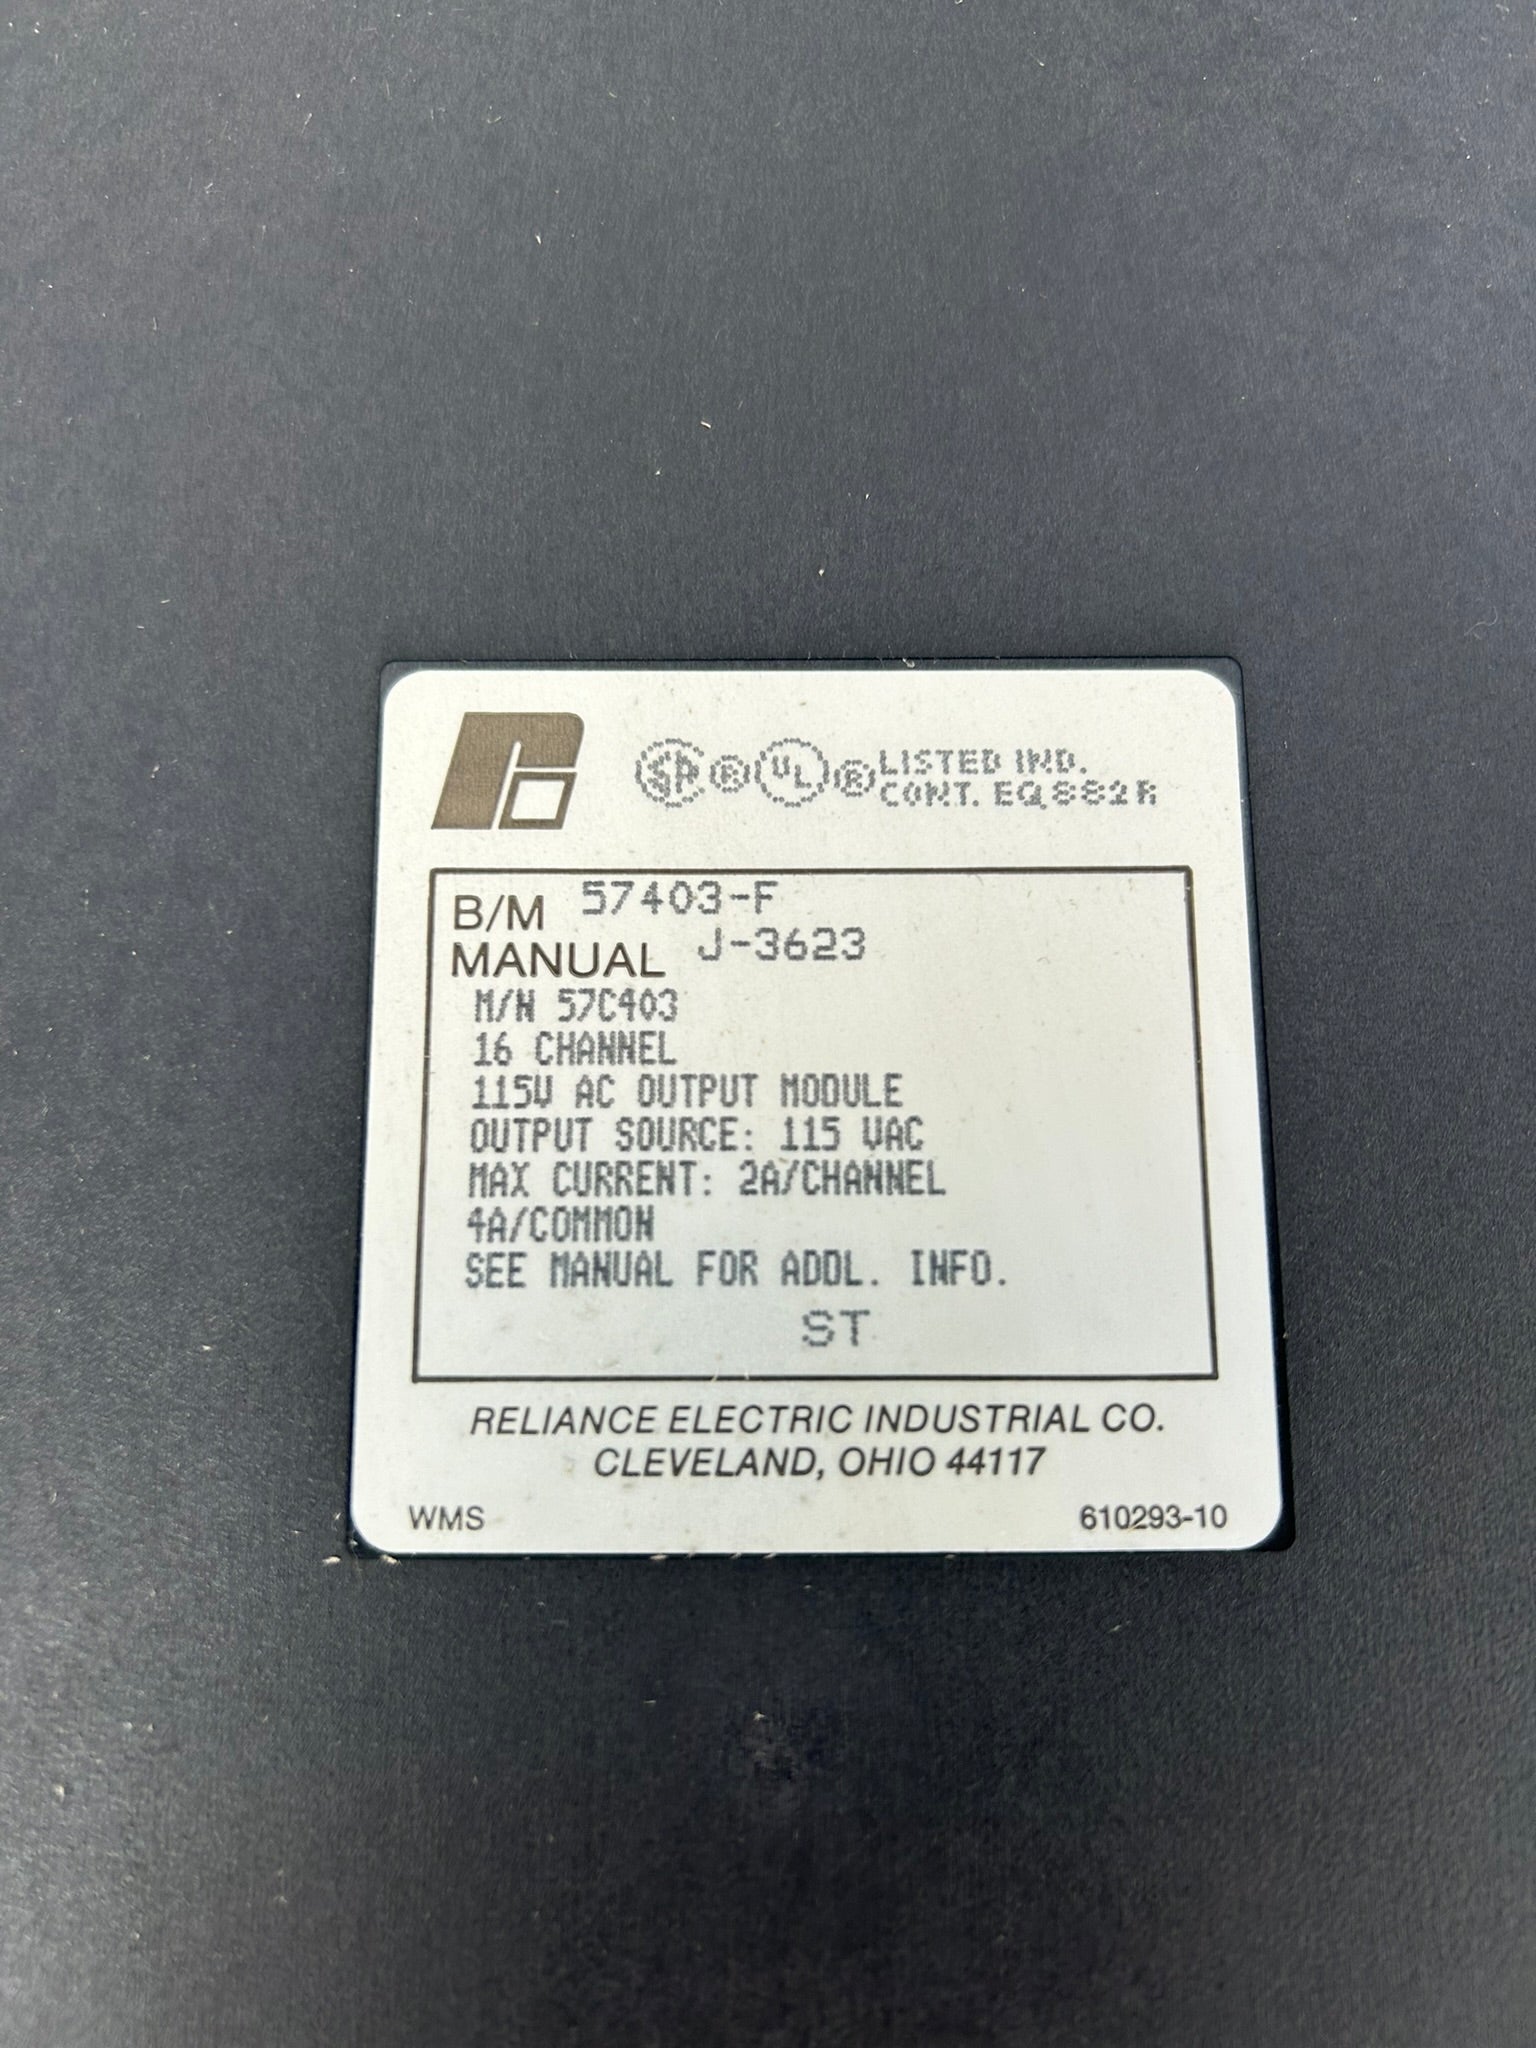 SA ® UL ® LISTED IND.
CONT. EQ 882R
B/M 57403-F
MANUAL J-3623
M/N 57C403
16 CHANNEL
115V AC OUTPUT MODULE
OUTPUT SOURCE: 115 VAC
MAX CURRENT: 2A/CHANNEL
4A/COMMON
SEE MANUAL FOR ADDL. INFO.
ST
RELIANCE ELECTRIC INDUSTRIAL CO.
CLEVELAND, OHIO 44117
WMS 610293-10